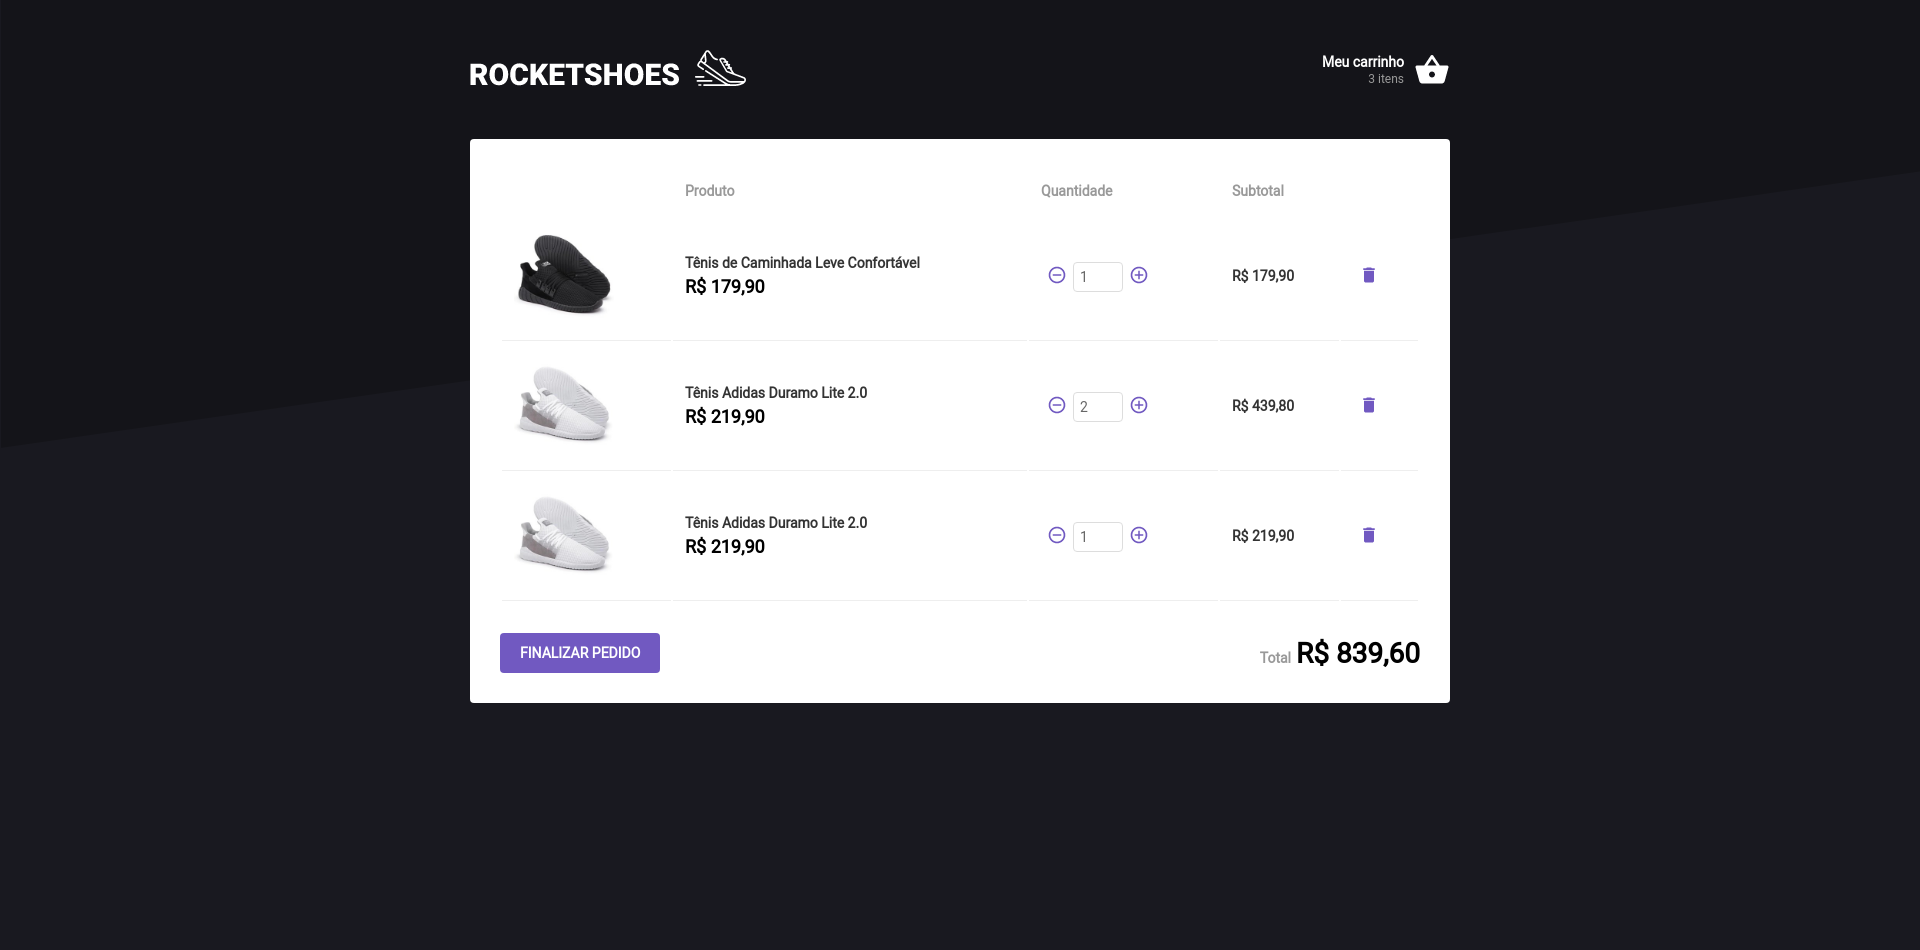 ROCKETSHOES
Meu carrinho
3 itens
Produto Quantidade Subtotal
Tênis de Caminhada Leve Confortável
R$ 179,90
1
R$ 179,90
Tênis Adidas Duramo Lite 2.0
R$ 219,90
2
R$ 439,80
Tênis Adidas Duramo Lite 2.0
R$ 219,90
1
R$ 219,90
FINALIZAR PEDIDO
Total R$ 839,60